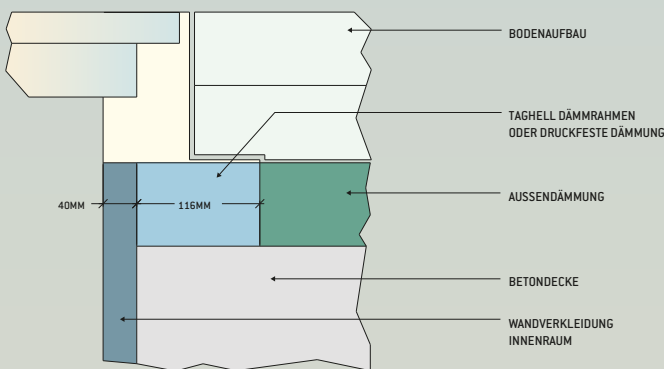 BODENAUFBAU
TAGHELL DÄMMRAHMEN
ODER DRUCKFESTE DÄMMUNG
AUSSENDÄMMUNG
40MM
116MM
BETONDECKE
WANDVERKLEIDUNG
INNENRAUM